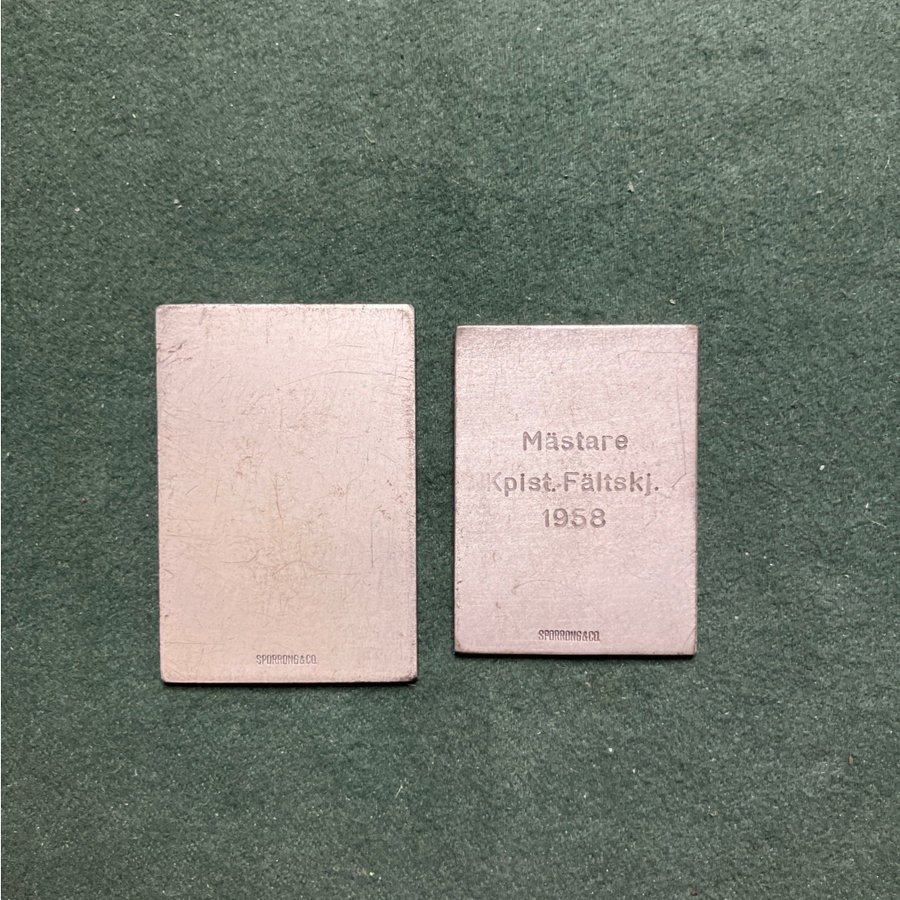 SPORRONG & CO.
Mästare
Kpist. Fältskj.
1958
SPORRONG & CO.